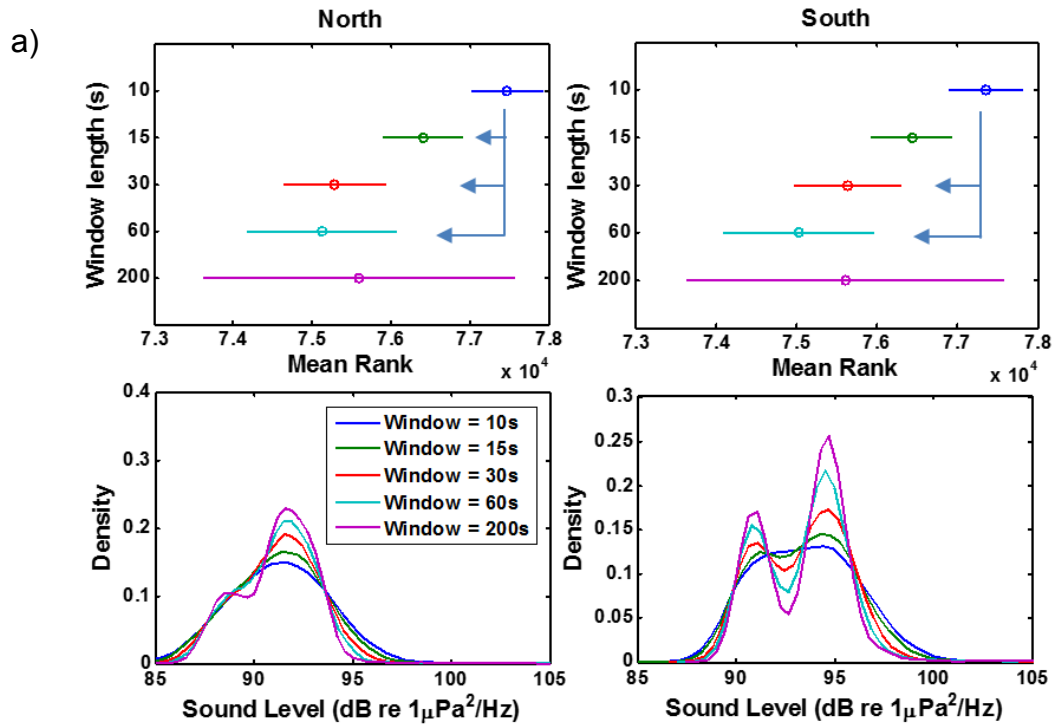 a)
North
South
Window length (s)
10
15
30
60
200
7.3
7.4
7.5
7.6
7.7
7.8
Mean Rank
x 10⁴
Window length (s)
10
15
30
60
200
7.3
7.4
7.5
7.6
7.7
7.8
Mean Rank
x 10⁴
Density
0.4
0.3
0.2
0.1
0
85
90
95
100
105
Sound Level (dB re 1μPa²/Hz)
Window = 10s
Window = 15s
Window = 30s
Window = 60s
Window = 200s
Density
0.3
0.25
0.2
0.15
0.1
0.05
0
85
90
95
100
105
Sound Level (dB re 1μPa²/Hz)